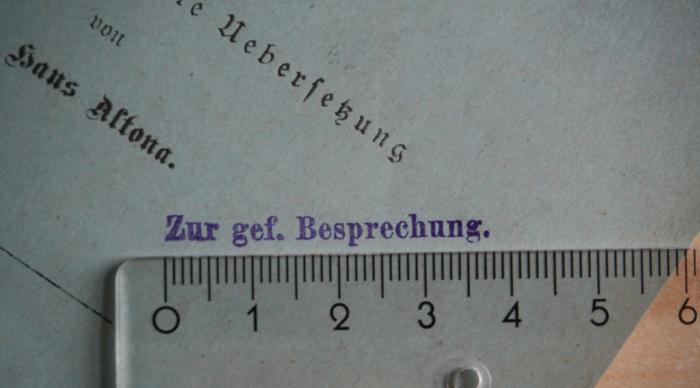 Uebersetzung
von
Hans Altona.
Zur gef. Besprechung.
0 1 2 3 4 5 6